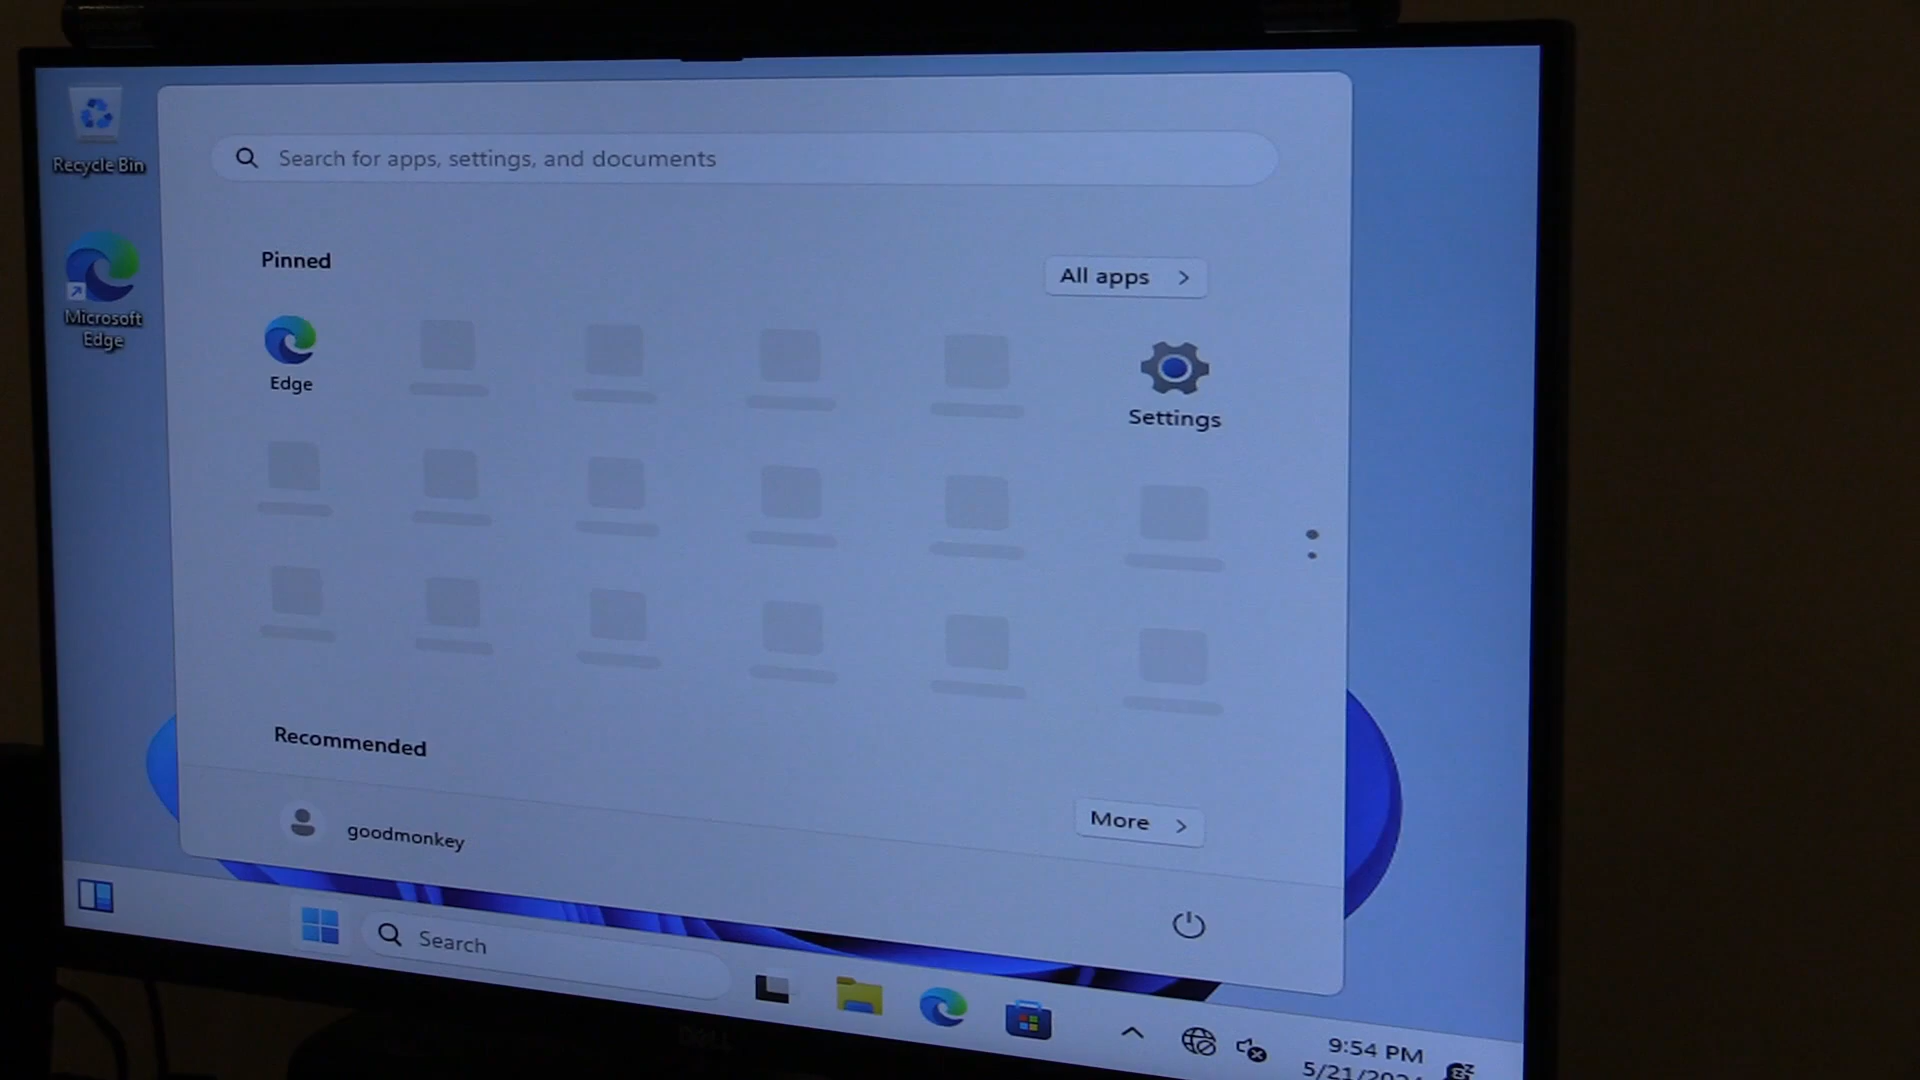 Recycle Bin
Microsoft
Edge
Search for apps, settings, and documents
Pinned
All apps
Edge
Settings
Recommended
More
goodmonkey
Search
9:54 PM